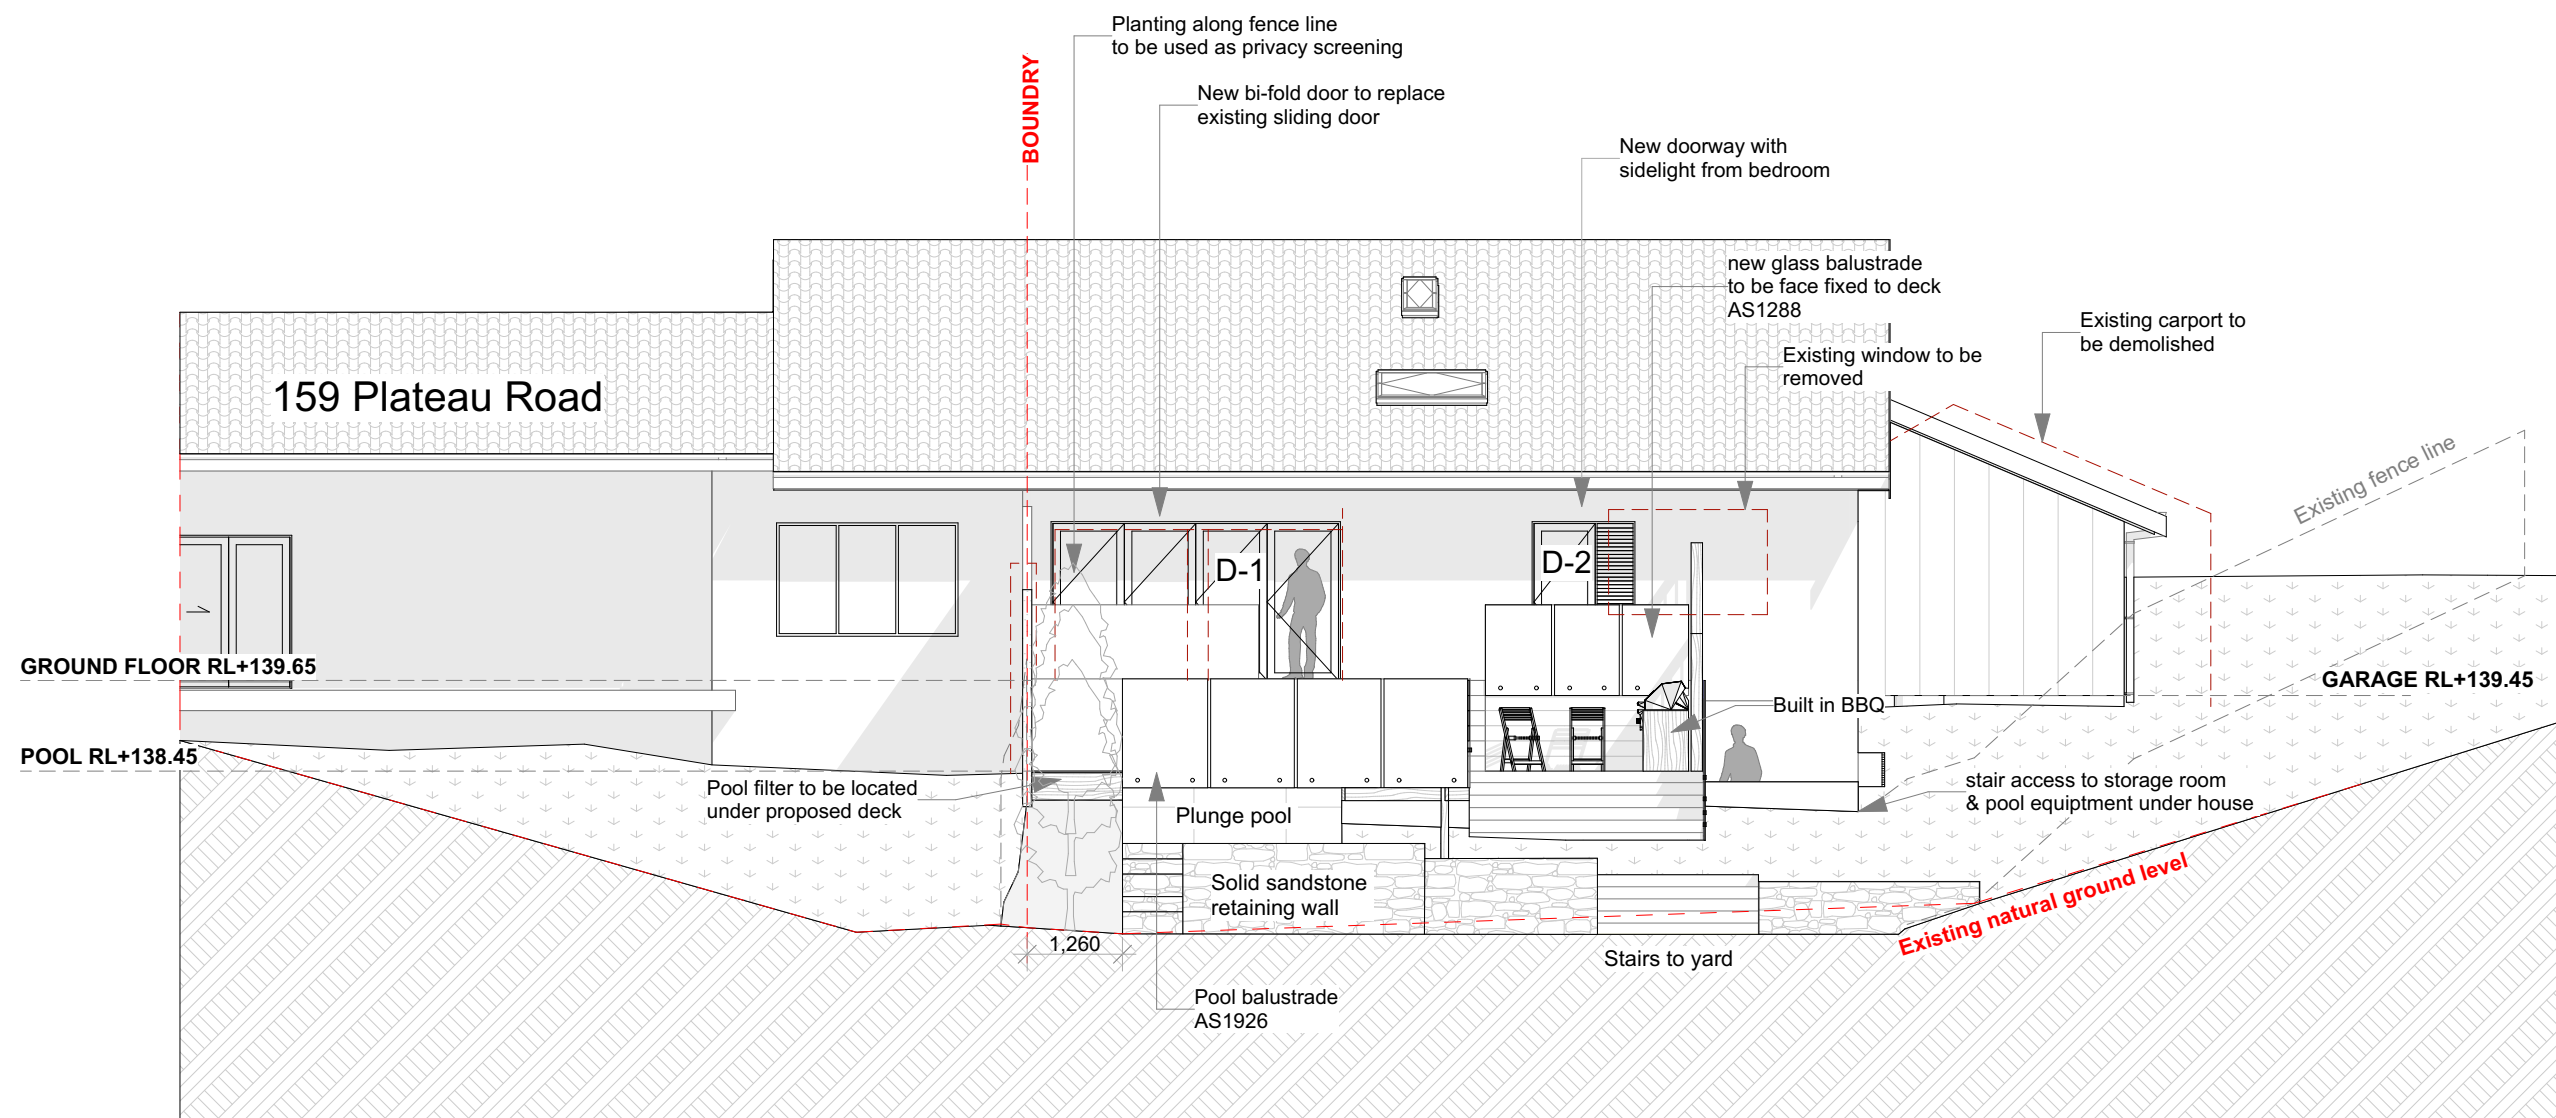 Planting along fence line
to be used as privacy screening
BOUNDRY
New bi-fold door to replace
existing sliding door
New doorway with
sidelight from bedroom
new glass balustrade
to be face fixed to deck
AS1288
Existing carport to
be demolished
Existing window to be
removed
159 Plateau Road
Existing fence line
D-1
D-2
GROUND FLOOR RL+139.65
GARAGE RL+139.45
Built in BBQ
POOL RL+138.45
Pool filter to be located
under proposed deck
stair access to storage room
& pool equiptment under house
Plunge pool
Solid sandstone
retaining wall
Existing natural ground level
1,260
Stairs to yard
Pool balustrade
AS1926